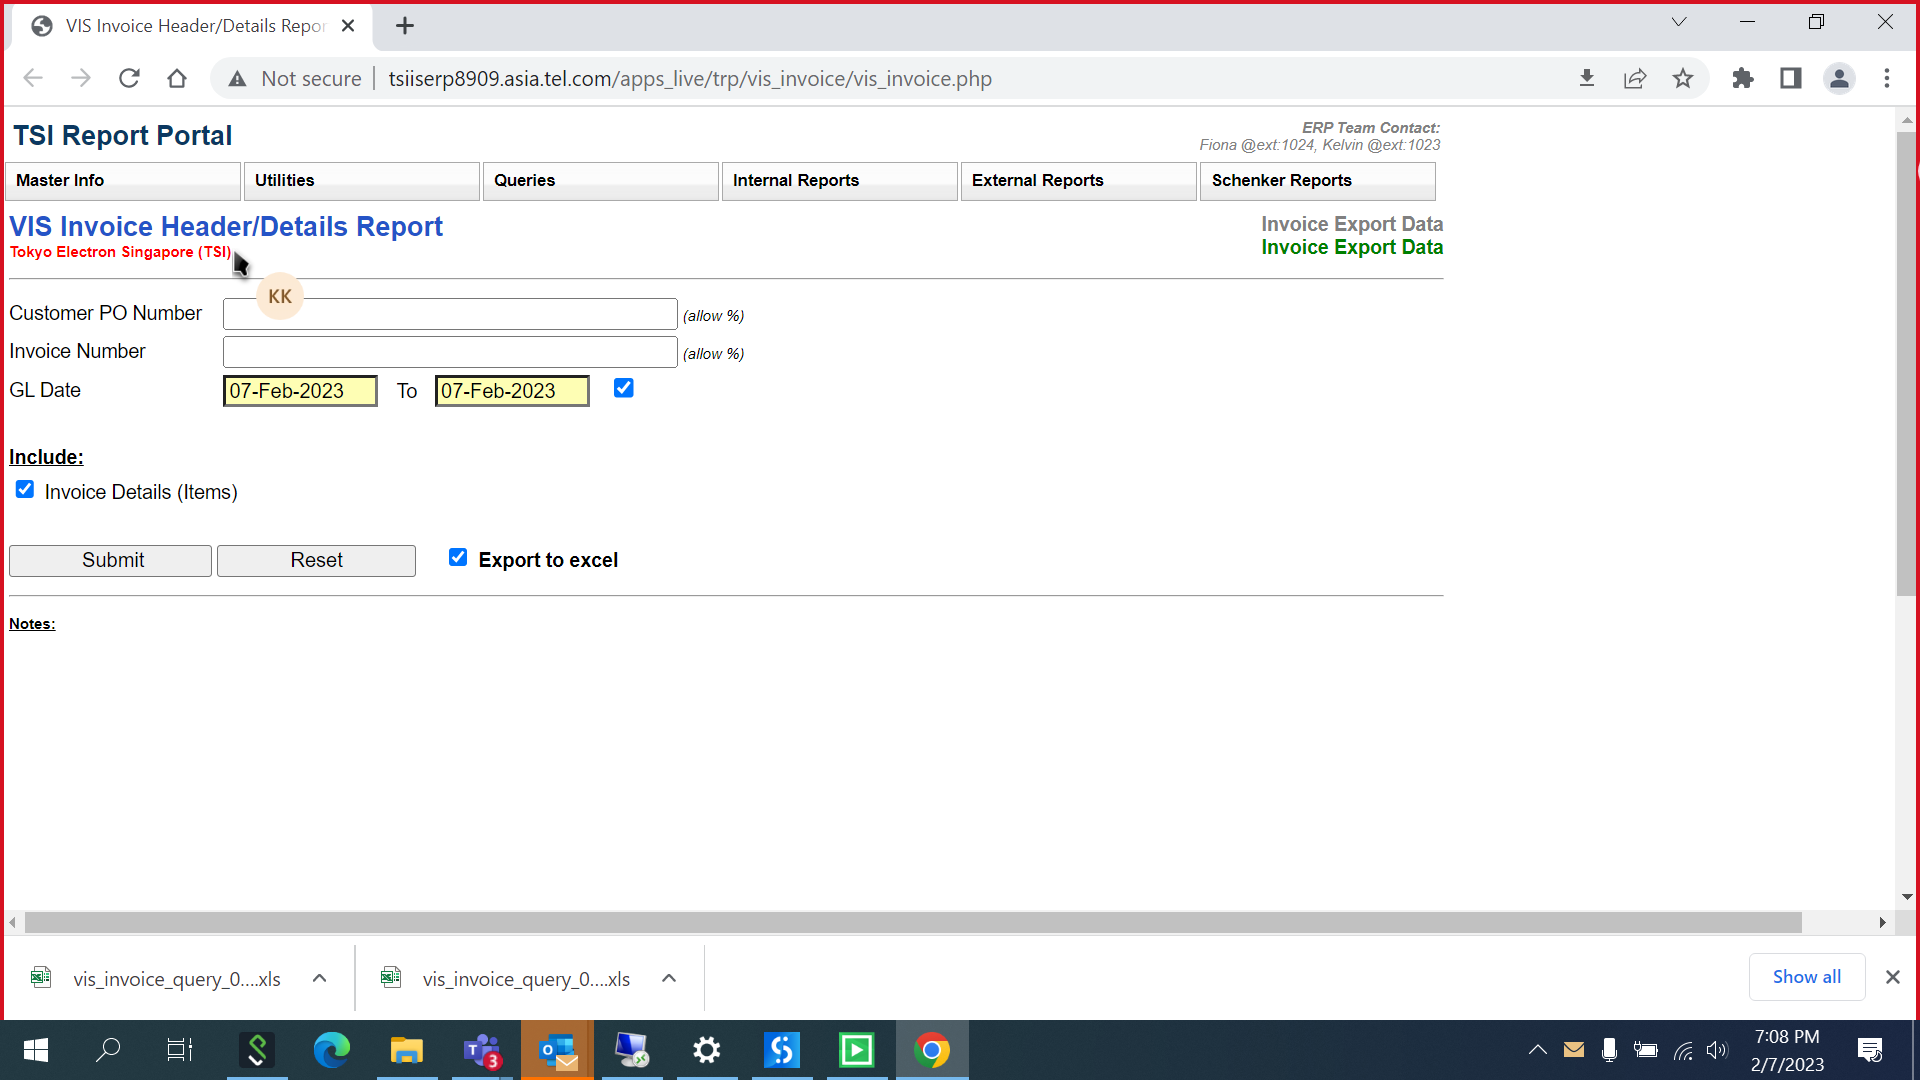 VIS Invoice Header/Details Repor
Not secure
tsiiserp8909.asia.tel.com/apps_live/trp/vis_invoice/vis_invoice.php
TSI Report Portal
ERP Team Contact:
Fiona @ext:1024, Kelvin @ext:1023
Master Info
Utilities
Queries
Internal Reports
External Reports
Schenker Reports
VIS Invoice Header/Details Report
Invoice Export Data
Tokyo Electron Singapore (TSI)
Invoice Export Data
KK
Customer PO Number
(allow %)
Invoice Number
(allow %)
GL Date
07-Feb-2023
To
07-Feb-2023
Include:
Invoice Details (Items)
Submit
Reset
Export to excel
Notes:
vis_invoice_query_0....xls
vis_invoice_query_0....xls
Show all
3
7:08 PM
2/7/2023